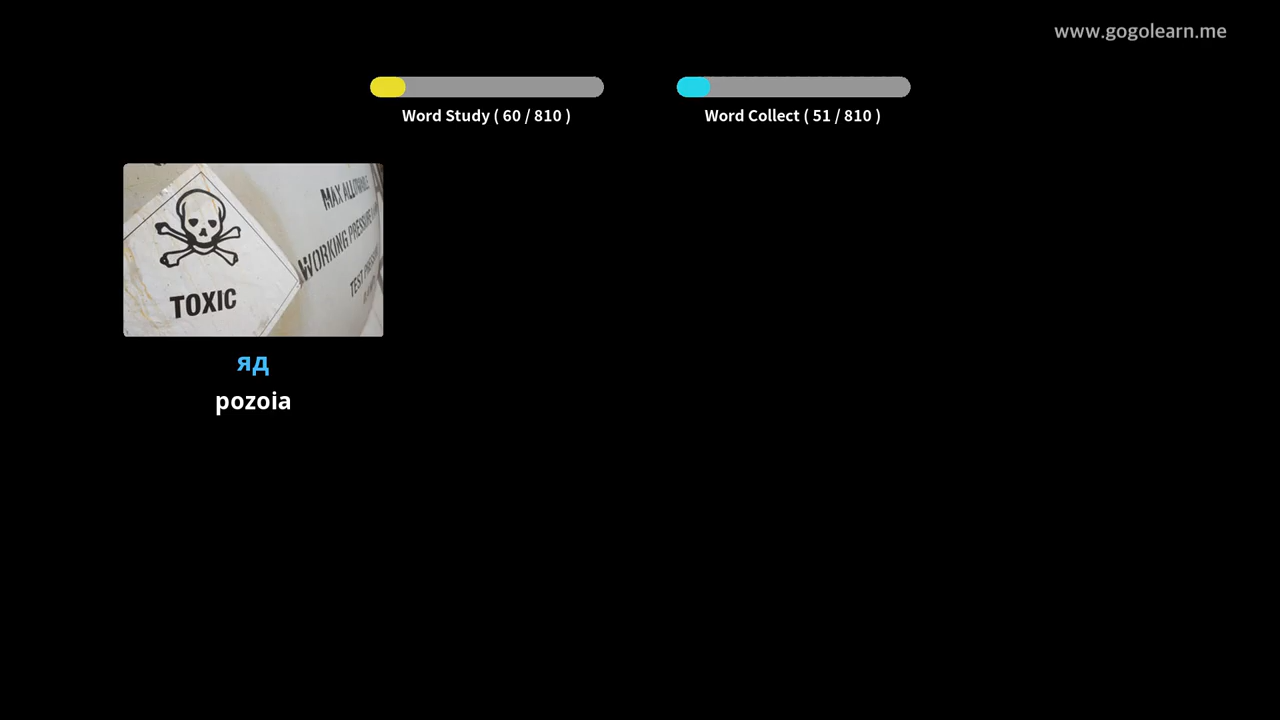 www.gogolearn.me
Word Study ( 60 / 810 )
Word Collect ( 51 / 810 )
MAX ALLOWABLE
WORKING PRESSURE
TEST
TOXIC
яд
pozoia